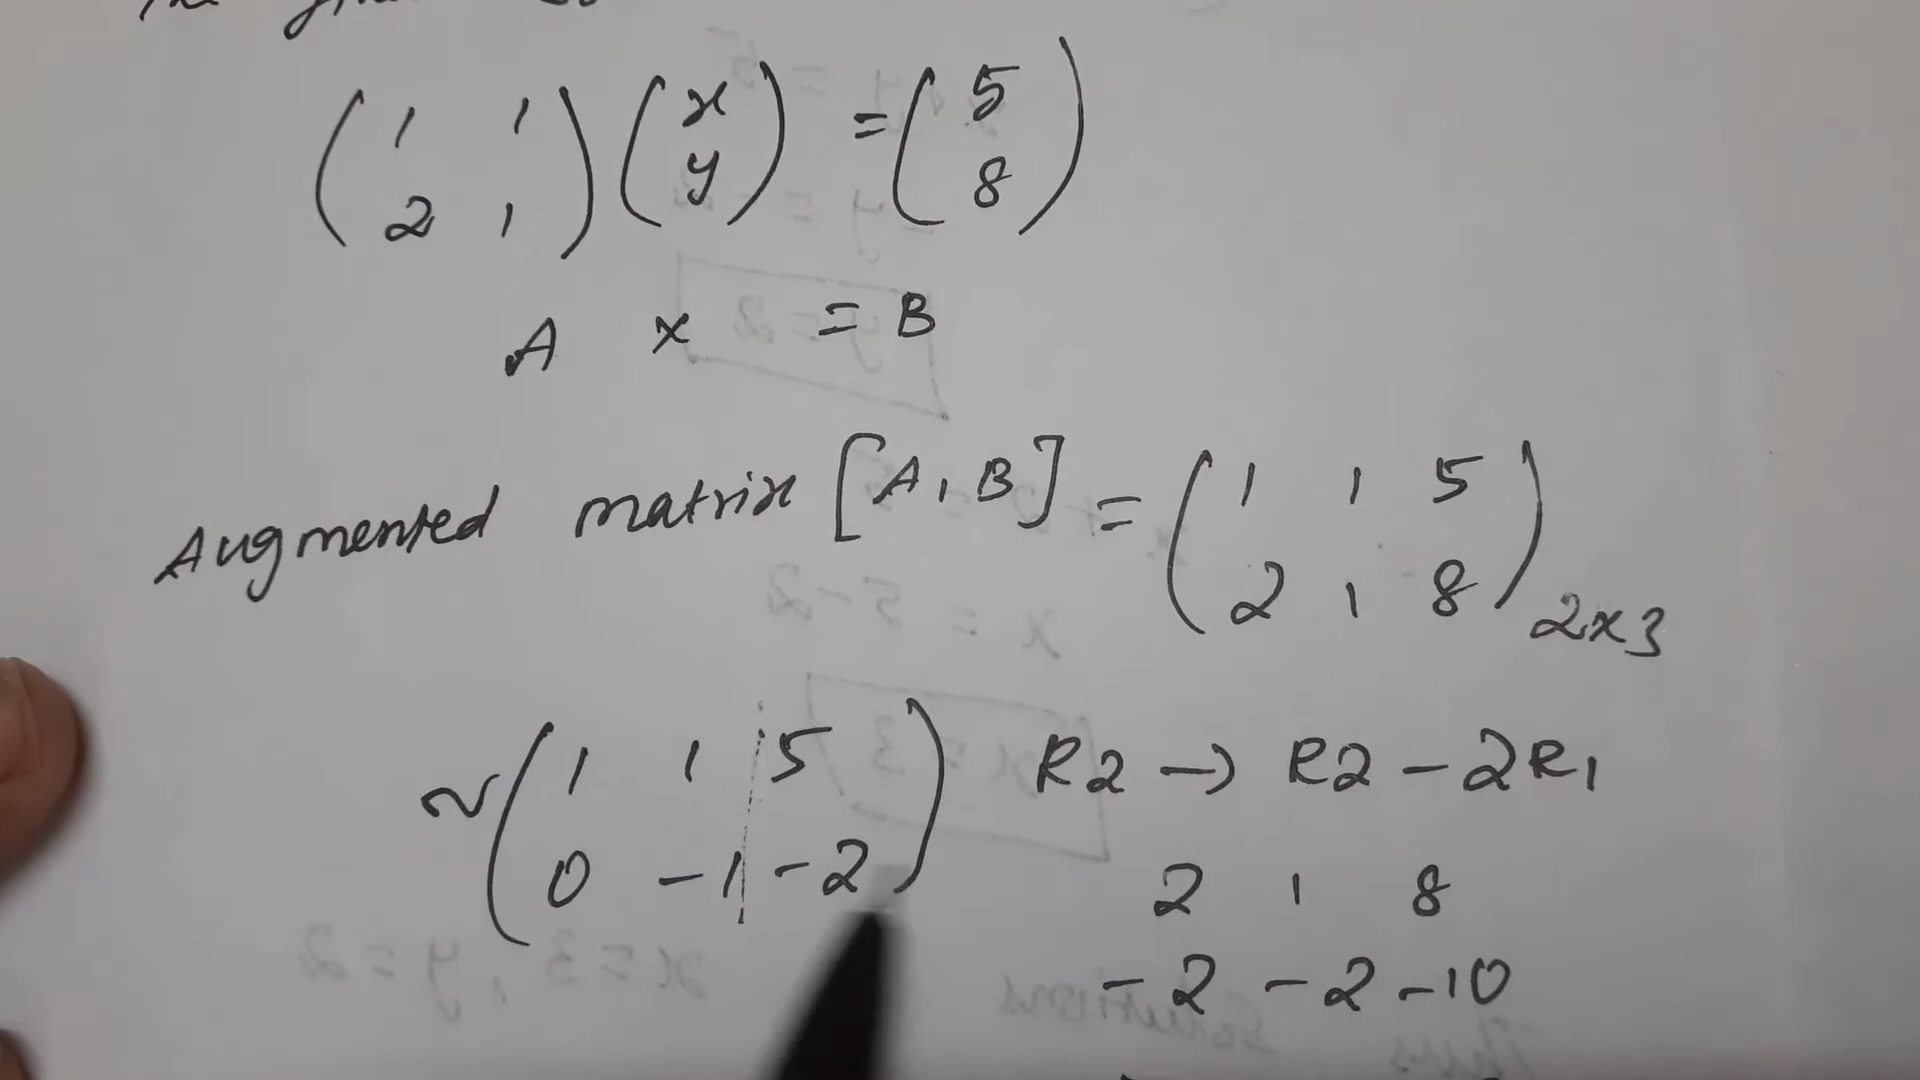 ( 1 1 ) ( x ) = ( 5 )
( 2 1 ) ( y ) ( 8 )
A x = B
Augmented matrix [A, B] = ( 1 1 5 )
( 2 1 8 ) 2x3
~ ( 1 1 5 ) R2 → R2 - 2R1
( 0 -1 -2 )
2 1 8
-2 -2 -10